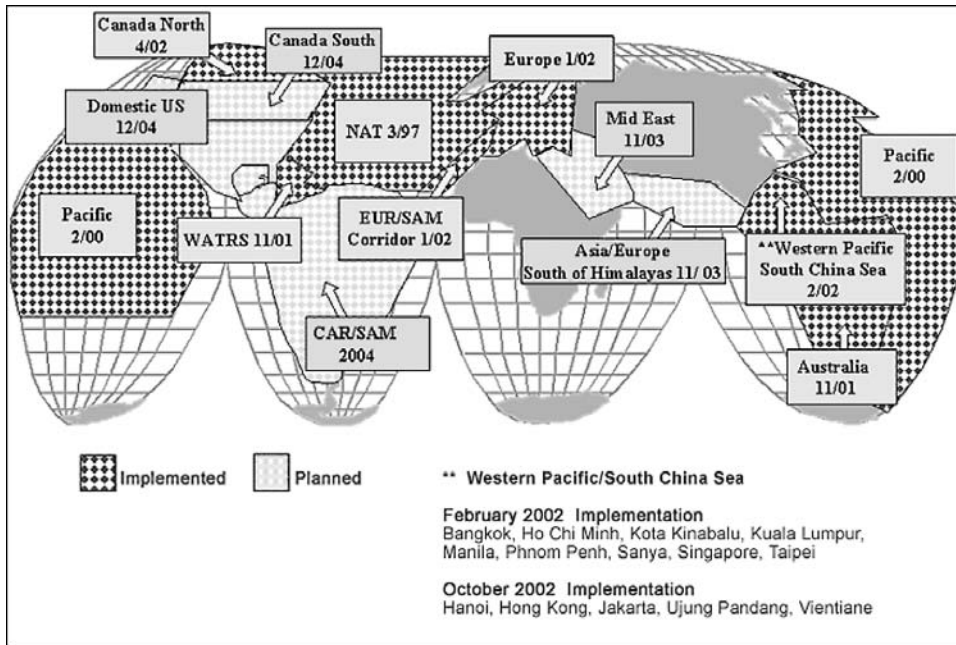 Canada North
4/02
Canada South
12/04
Europe 1/02
Domestic US
12/04
NAT 3/97
Mid East
11/03
Pacific
2/00
Pacific
2/00
WATRS 11/01
EUR/SAM
Corridor 1/02
Asia/Europe
South of Himalayas 11/ 03
**Western Pacific
South China Sea
2/02
CAR/SAM
2004
Australia
11/01
Implemented
Planned
** Western Pacific/South China Sea
February 2002 Implementation
Bangkok, Ho Chi Minh, Kota Kinabalu, Kuala Lumpur,
Manila, Phnom Penh, Sanya, Singapore, Taipei
October 2002 Implementation
Hanoi, Hong Kong, Jakarta, Ujung Pandang, Vientiane